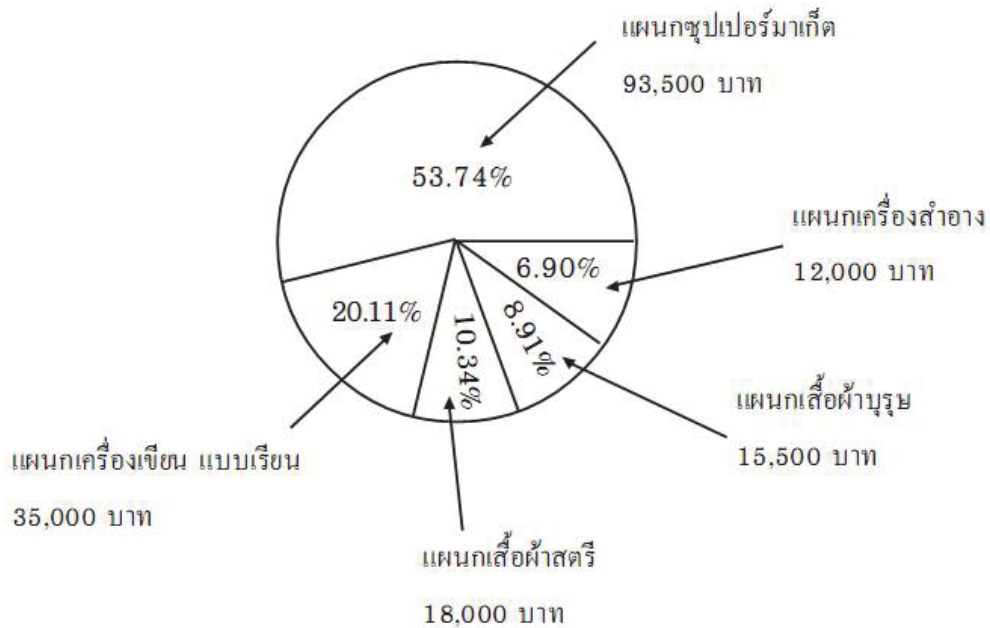 แผนกซุปเปอร์มาเก็ต
93,500 บาท
53.74%
แผนกเครื่องสำอาง
12,000 บาท
6.90%
20.11%
10.34%
8.91%
แผนกเสื้อผ้าบุรุษ
15,500 บาท
แผนกเครื่องเขียน แบบเรียน
35,000 บาท
แผนกเสื้อผ้าสตรี
18,000 บาท